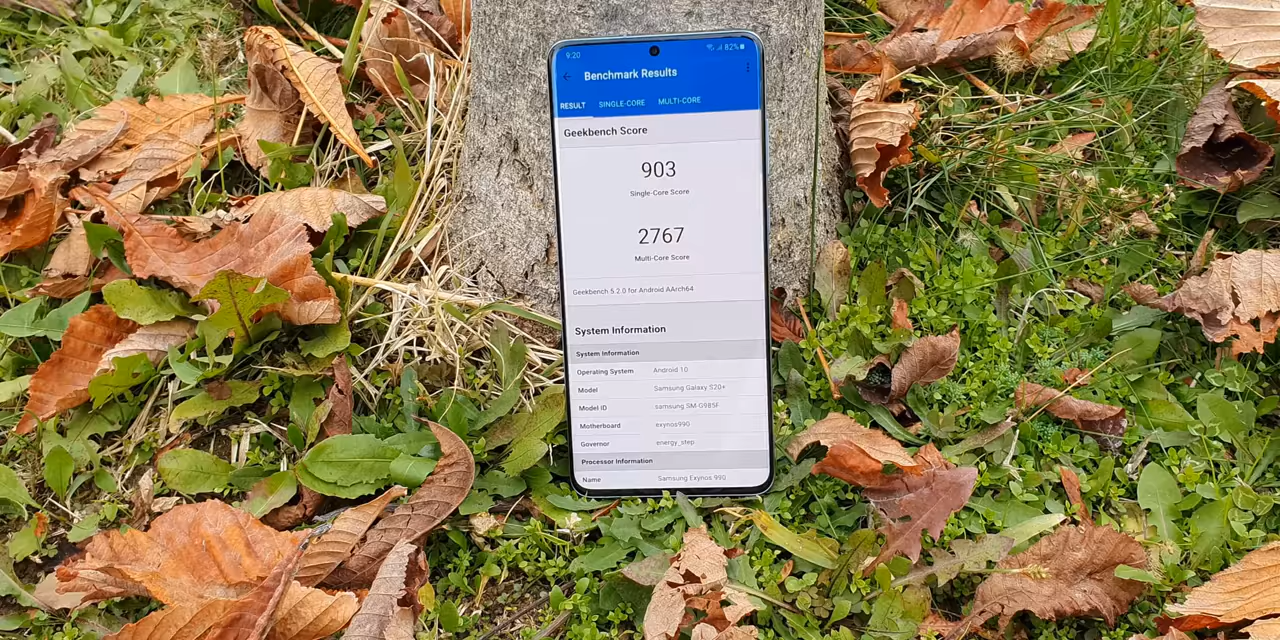 9:20 82%
Benchmark Results
RESULT SINGLE-CORE MULTI-CORE
Geekbench Score
903
Single-Core Score
2767
Multi-Core Score
Geekbench 5.2.0 for Android AArch64
System Information
System Information
Operating System Android 10
Model Samsung Galaxy S20+
Model ID samsung SM-G985F
Motherboard exynos990
Governor energy_step
Processor Information
Name Samsung Exynos 990